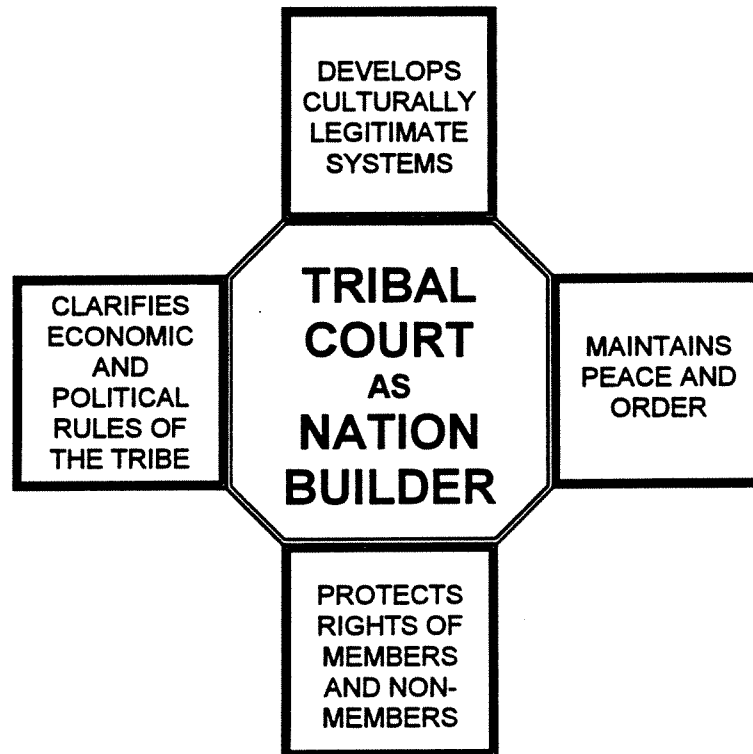 DEVELOPS
CULTURALLY
LEGITIMATE
SYSTEMS
CLARIFIES
ECONOMIC
AND
POLITICAL
RULES OF
THE TRIBE
TRIBAL
COURT
AS
NATION
BUILDER
MAINTAINS
PEACE AND
ORDER
PROTECTS
RIGHTS OF
MEMBERS
AND NON-
MEMBERS